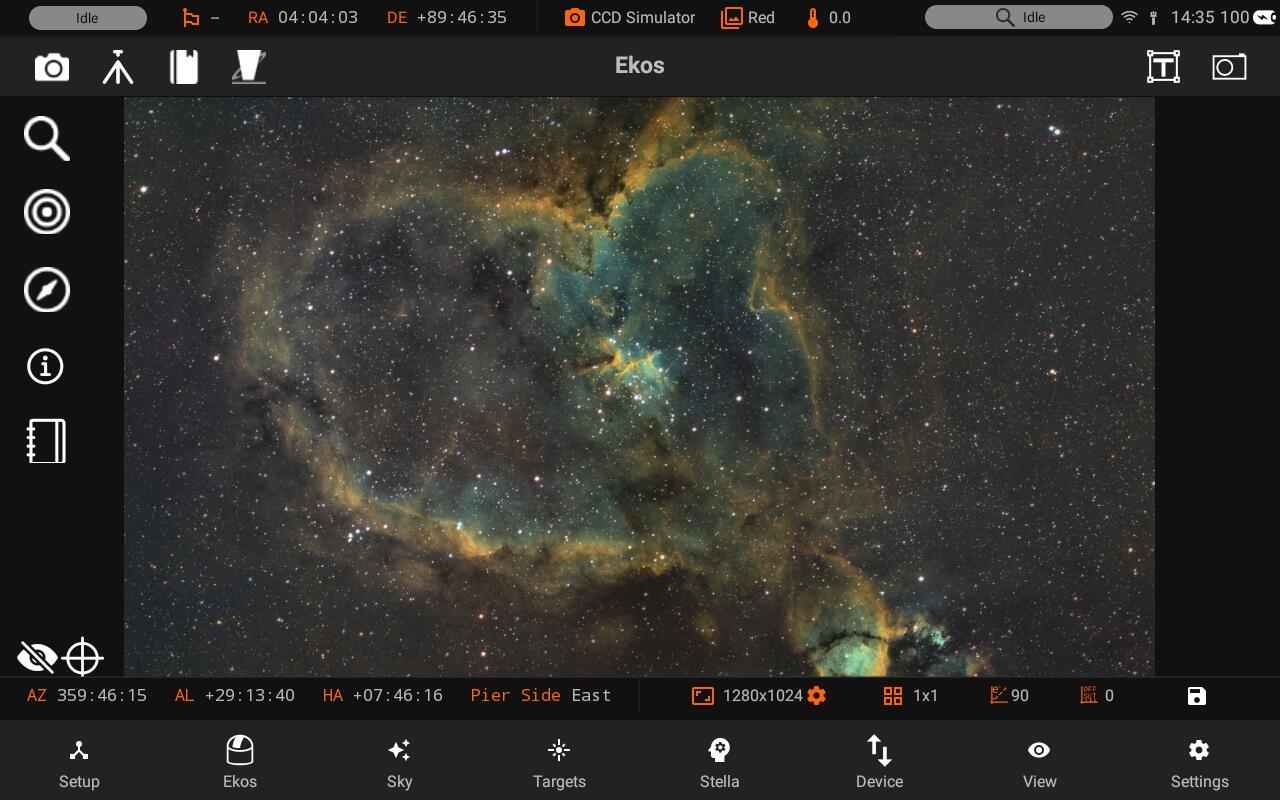 Idle – RA 04:04:03 DE +89:46:35 CCD Simulator Red 0.0 Idle 14:35 100
Ekos
AZ 359:46:15 AL +29:13:40 HA +07:46:16 Pier Side East 1280x1024 1x1 90 0
Setup Ekos Sky Targets Stella Device View Settings